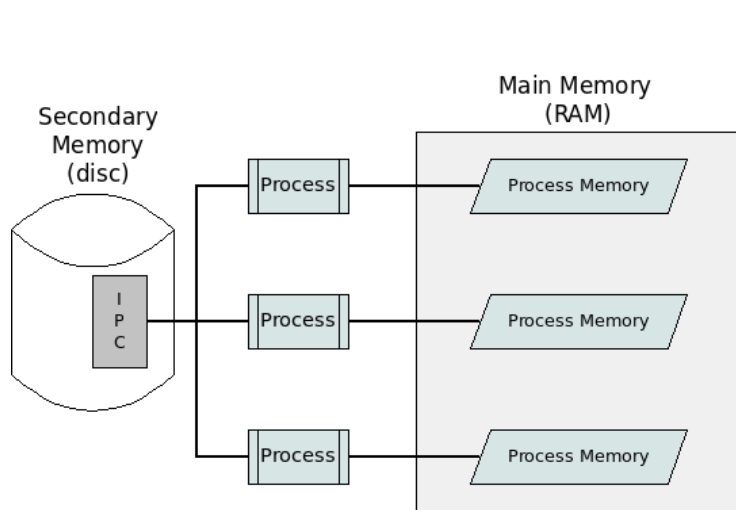 Main Memory
(RAM)
Secondary
Memory
(disc)
Process
Process Memory
I
P
C
Process
Process Memory
Process
Process Memory